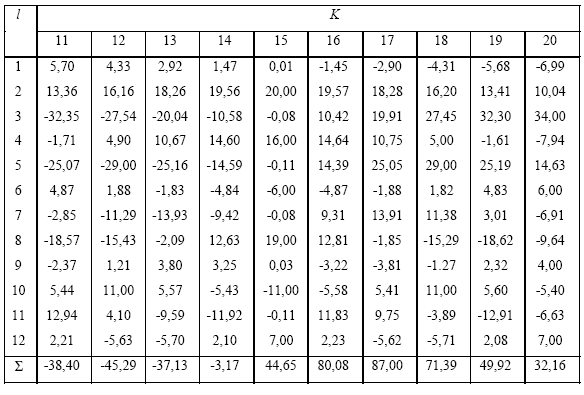 l K
11 12 13 14 15 16 17 18 19 20
1 5,70 4,33 2,92 1,47 0,01 -1,45 -2,90 -4,31 -5,68 -6,99
2 13,36 16,16 18,26 19,56 20,00 19,57 18,28 16,20 13,41 10,04
3 -32,35 -27,54 -20,04 -10,58 -0,08 10,42 19,91 27,45 32,30 34,00
4 -1,71 4,90 10,67 14,60 16,00 14,64 10,75 5,00 -1,61 -7,94
5 -25,07 -29,00 -25,16 -14,59 -0,11 14,39 25,05 29,00 25,19 14,63
6 4,87 1,88 -1,83 -4,84 -6,00 -4,87 -1,88 1,82 4,83 6,00
7 -2,85 -11,29 -13,93 -9,42 -0,08 9,31 13,91 11,38 3,01 -6,91
8 -18,57 -15,43 -2,09 12,63 19,00 12,81 -1,85 -15,29 -18,62 -9,64
9 -2,37 1,21 3,80 3,25 0,03 -3,22 -3,81 -1.27 2,32 4,00
10 5,44 11,00 5,57 -5,43 -11,00 -5,58 5,41 11,00 5,60 -5,40
11 12,94 4,10 -9,59 -11,92 -0,11 11,83 9,75 -3,89 -12,91 -6,63
12 2,21 -5,63 -5,70 2,10 7,00 2,23 -5,62 -5,71 2,08 7,00
Σ -38,40 -45,29 -37,13 -3,17 44,65 80,08 87,00 71,39 49,92 32,16